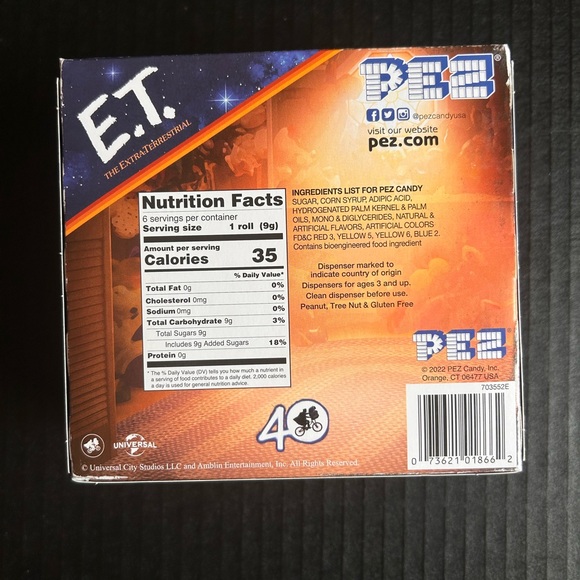 E.T.
THE EXTRA-TERRESTRIAL
PEZ®
@pezcandyusa
visit our website
pez.com
Nutrition Facts
6 servings per container
Serving size 1 roll (9g)
Amount per serving
Calories 35
% Daily Value*
Total Fat 0g 0%
Cholesterol 0mg 0%
Sodium 0mg 0%
Total Carbohydrate 9g 3%
Total Sugars 9g
Includes 9g Added Sugars 18%
Protein 0g
* The % Daily Value (DV) tells you how much a nutrient in
a serving of food contributes to a daily diet. 2,000 calories
a day is used for general nutrition advice.
INGREDIENTS LIST FOR PEZ CANDY
SUGAR, CORN SYRUP, ADIPIC ACID,
HYDROGENATED PALM KERNEL & PALM
OILS, MONO & DIGLYCERIDES, NATURAL &
ARTIFICIAL FLAVORS, ARTIFICIAL COLORS
FD&C RED 3, YELLOW 5, YELLOW 6, BLUE 2.
Contains bioengineered food ingredient
Dispenser marked to
indicate country of origin
Dispensers for ages 3 and up.
Clean dispenser before use.
Peanut, Tree Nut & Gluten Free
PEZ
© 2022 PEZ Candy, Inc.
Orange, CT 06477 USA
703552E
0 73621 01866 2
40
UNIVERSAL
© Universal City Studios LLC and Amblin Entertainment, Inc. All Rights Reserved.